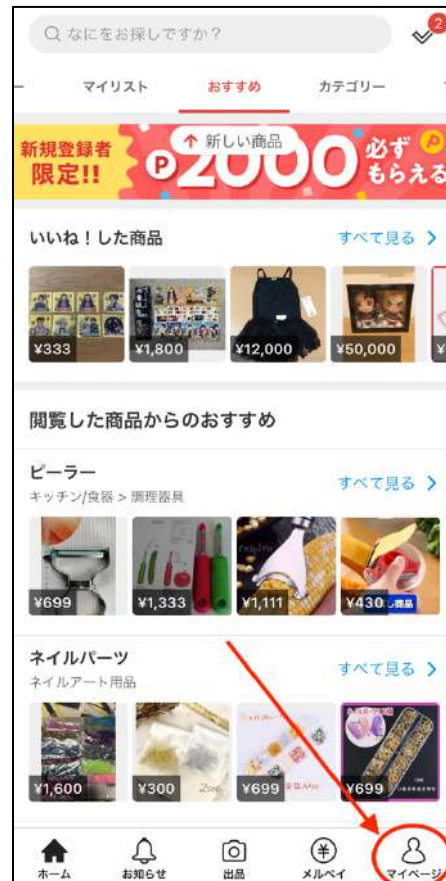 なにをお探しですか？
2
マイリスト
おすすめ
カテゴリー
新規登録者
限定!!
↑ 新しい商品
P2000
必ず
もらえる
P
いいね！した商品
すべて見る >
¥333
¥1,800
¥12,000
¥50,000
¥
閲覧した商品からのおすすめ
ピーラー
すべて見る >
キッチン/食器 > 調理器具
¥699
¥1,333
¥1,111
¥430
ネイルパーツ
すべて見る >
ネイルアート用品
¥1,600
¥300
¥699
¥699
ホーム
お知らせ
出品
メルペイ
マイページ